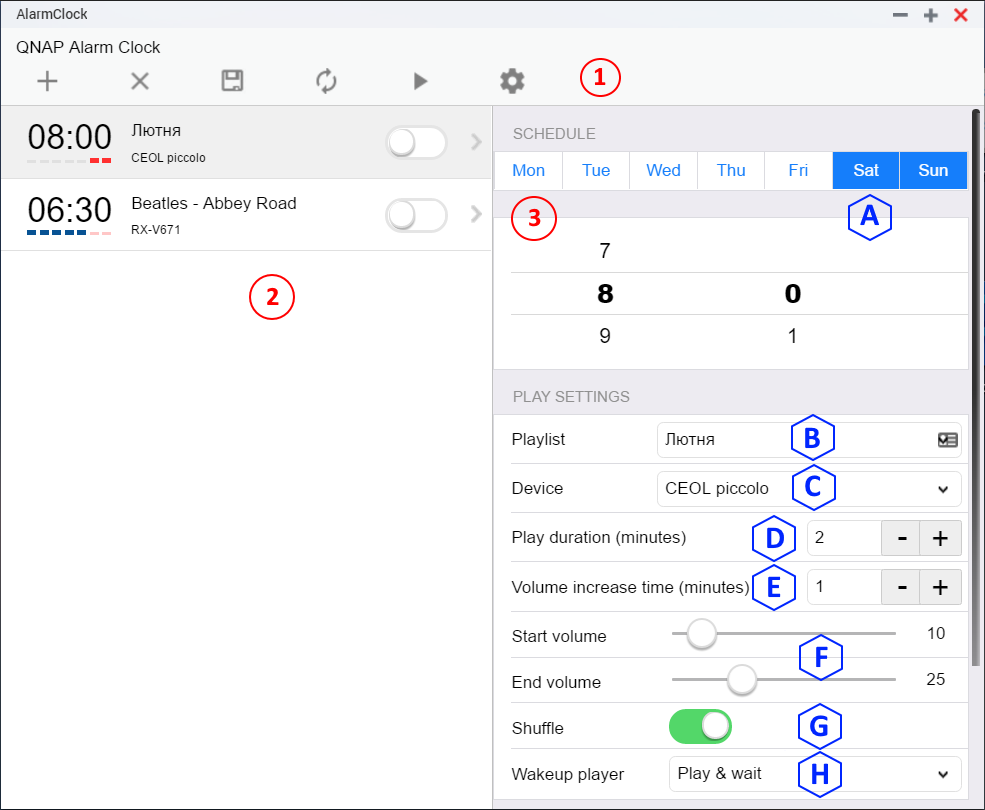 AlarmClock
QNAP Alarm Clock
1
08:00
Лютня
CEOL piccolo
06:30
Beatles - Abbey Road
RX-V671
2
SCHEDULE
Mon Tue Wed Thu Fri Sat Sun
3 A
7
8 0
9 1
PLAY SETTINGS
Playlist Лютня B
Device CEOL piccolo C
Play duration (minutes) D 2 - +
Volume increase time (minutes) E 1 - +
Start volume 10
F
End volume 25
Shuffle G
Wakeup player Play & wait H